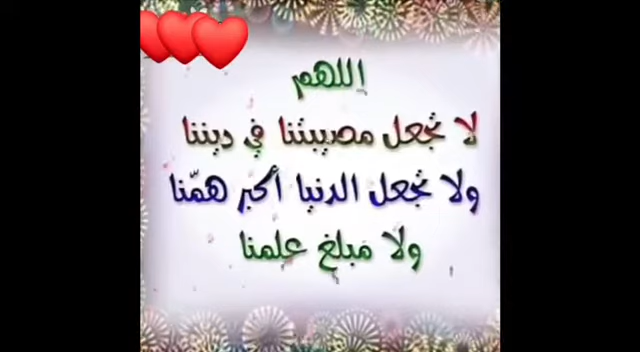 اللهم
لا تجعل مصيبتنا في ديننا
ولا تجعل الدنيا أكبر همّنا
ولا مبلغ علمنا